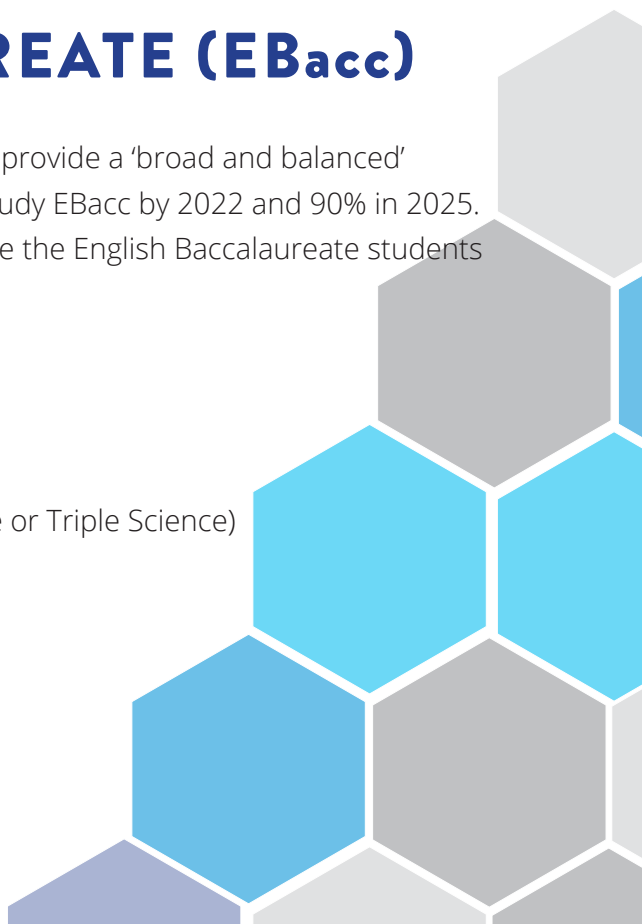 REATE (EBacc)
provide a ‘broad and balanced’
udy EBacc by 2022 and 90% in 2025.
e the English Baccalaureate students
e or Triple Science)